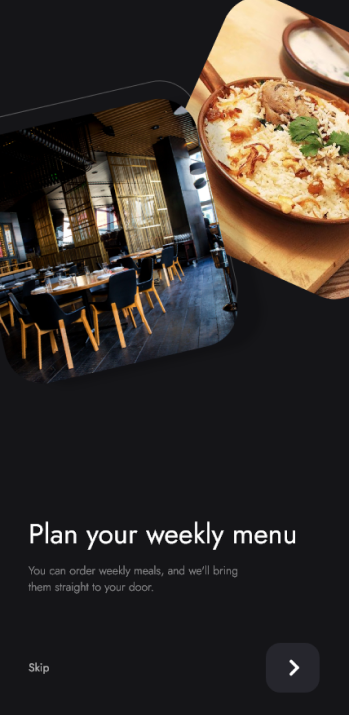 Plan your weekly menu
You can order weekly meals, and we'll bring
them straight to your door.
Skip